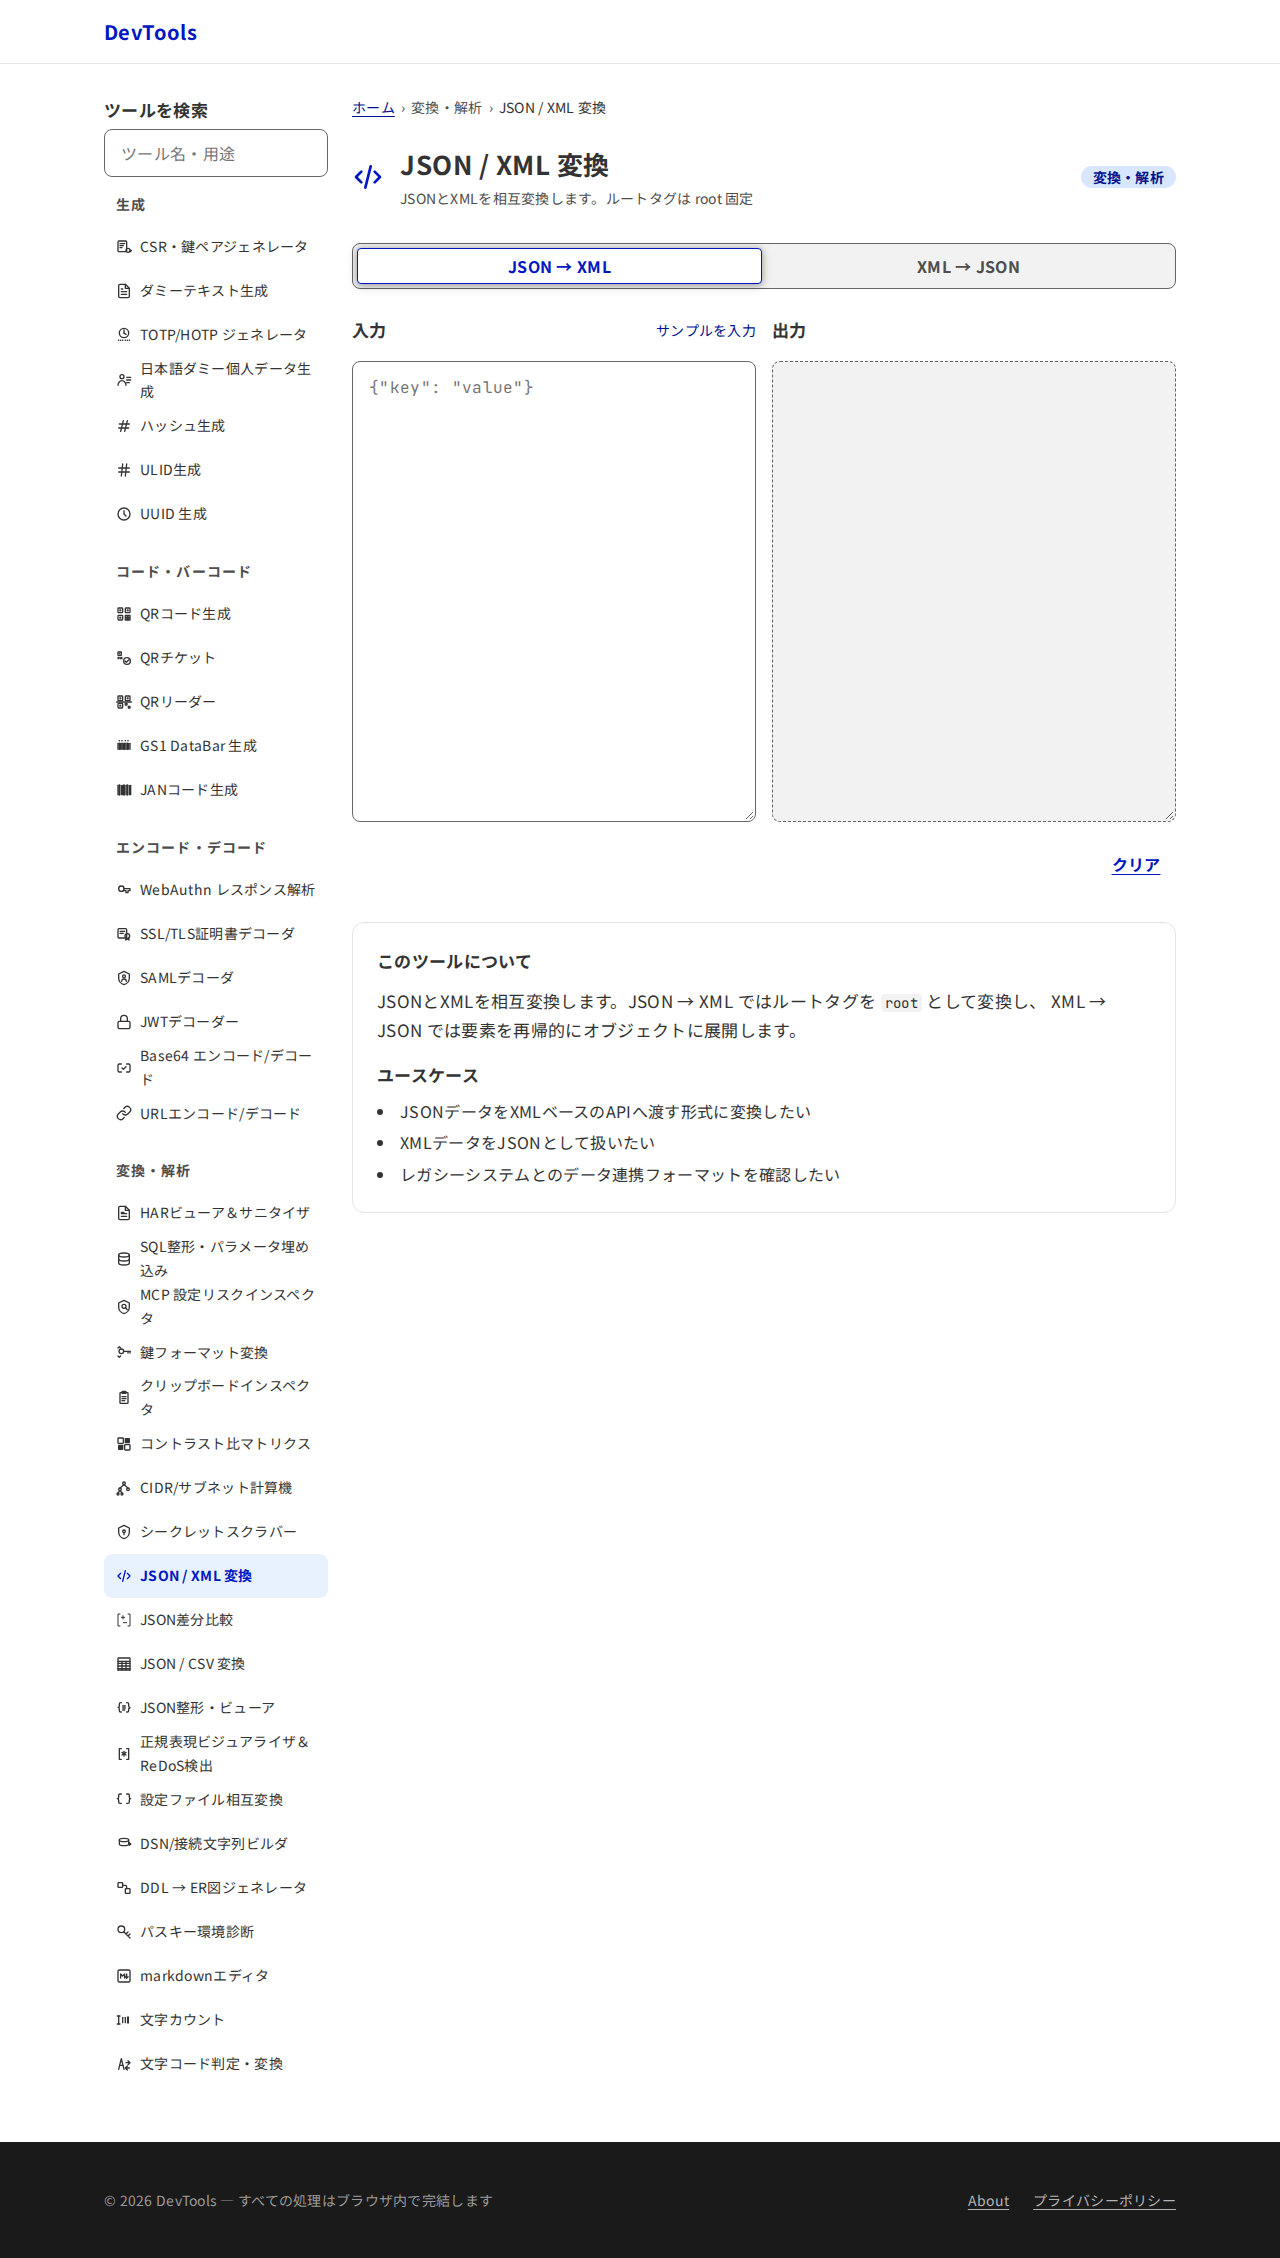 DevTools
ツールを検索
ツール名・用途
生成
CSR・鍵ペアジェネレータ
ダミーテキスト生成
TOTP/HOTP ジェネレータ
日本語ダミー個人データ生
成
ハッシュ生成
ULID生成
UUID 生成
コード・バーコード
QRコード生成
QRチケット
QRリーダー
GS1 DataBar 生成
JANコード生成
エンコード・デコード
WebAuthn レスポンス解析
SSL/TLS証明書デコーダ
SAMLデコーダ
JWTデコーダー
Base64 エンコード/デコー
ド
URLエンコード/デコード
変換・解析
HARビューア＆サニタイザ
SQL整形・パラメータ埋め
込み
MCP 設定リスクインスペク
タ
鍵フォーマット変換
クリップボードインスペク
タ
コントラスト比マトリクス
CIDR/サブネット計算機
シークレットスクラバー
JSON / XML 変換
JSON差分比較
JSON / CSV 変換
JSON整形・ビューア
正規表現ビジュアライザ＆
ReDoS検出
設定ファイル相互変換
DSN/接続文字列ビルダ
DDL → ER図ジェネレータ
パスキー環境診断
markdownエディタ
文字カウント
文字コード判定・変換
ホーム › 変換・解析 › JSON / XML 変換
JSON / XML 変換
JSONとXMLを相互変換します。ルートタグは root 固定
変換・解析
JSON → XML
XML → JSON
入力
サンプルを入力
出力
{"key": "value"}
クリア
このツールについて
JSONとXMLを相互変換します。JSON → XML ではルートタグを root として変換し、 XML →
JSON では要素を再帰的にオブジェクトに展開します。
ユースケース
• JSONデータをXMLベースのAPIへ渡す形式に変換したい
• XMLデータをJSONとして扱いたい
• レガシーシステムとのデータ連携フォーマットを確認したい
© 2026 DevTools — すべての処理はブラウザ内で完結します
About
プライバシーポリシー